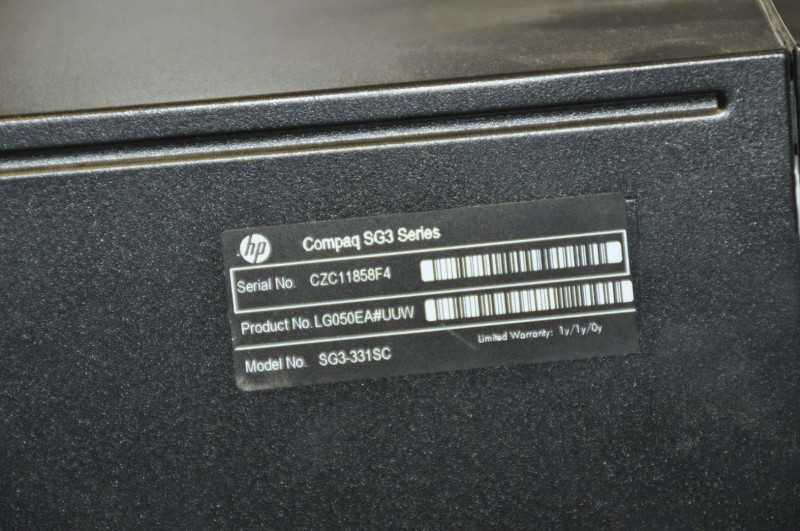 hp Compaq SG3 Series
Serial No. CZC11858F4
Product No. LG050EA#UUW
Limited Warranty: 1y/1y/0y
Model No. SG3-331SC